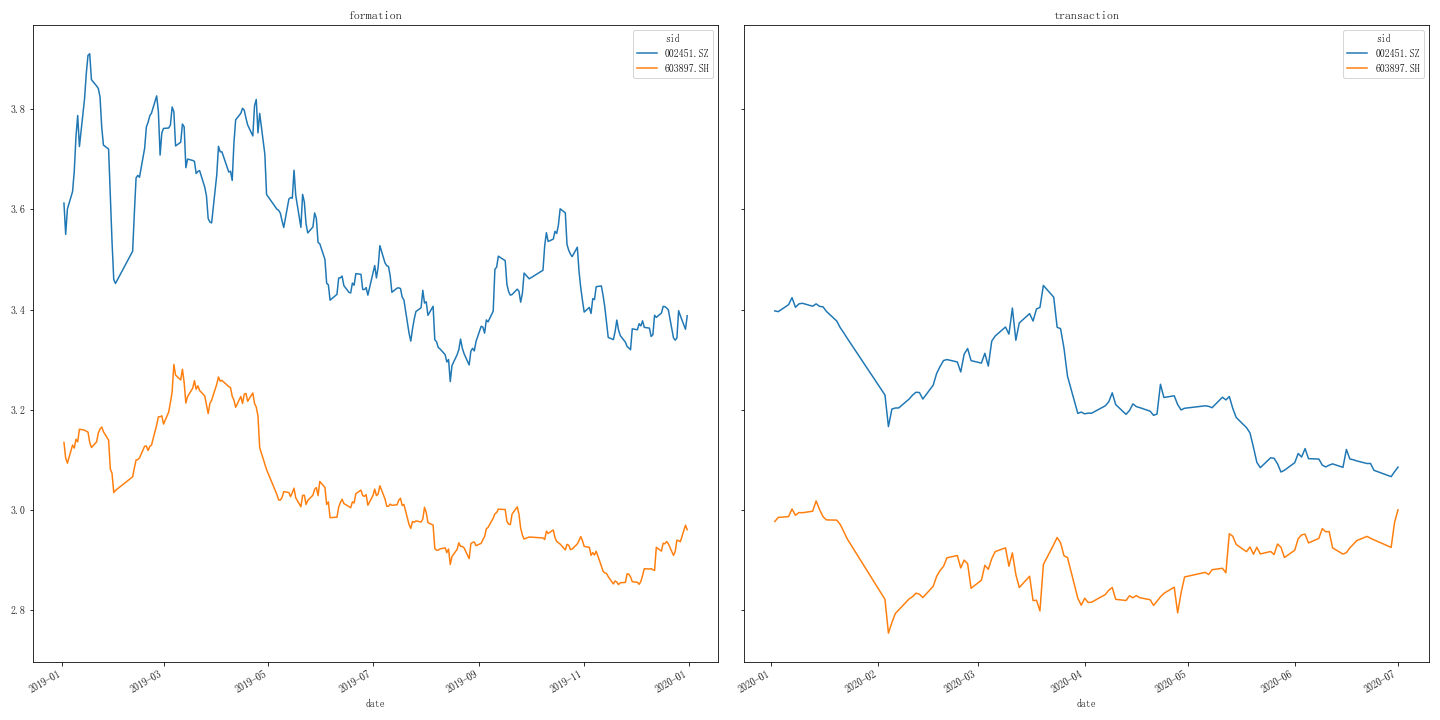 formation
sid
002451.SZ
603897.SH
3.8
3.6
3.4
3.2
3.0
2.8
2019-01
2019-03
2019-05
2019-07
2019-09
2019-11
2020-01
date
transaction
sid
002451.SZ
603897.SH
2020-01
2020-02
2020-03
2020-04
2020-05
2020-06
2020-07
date